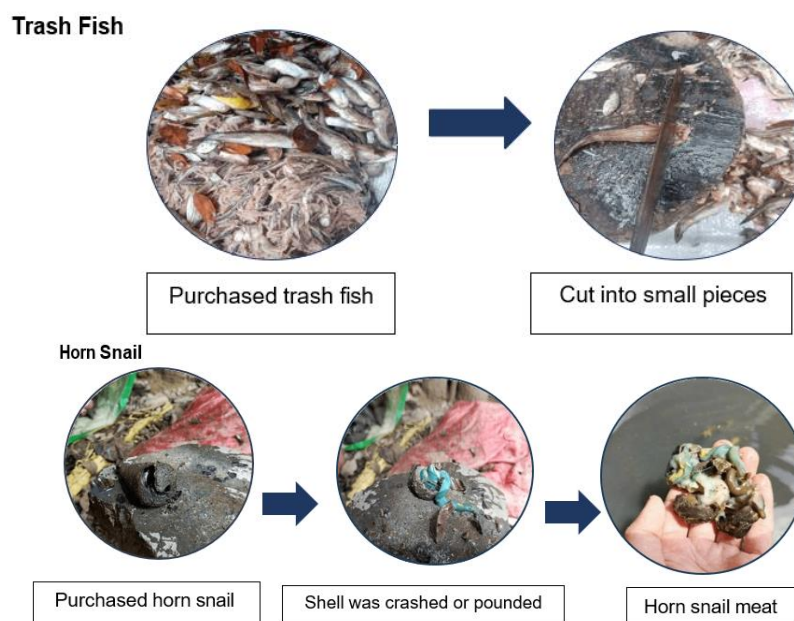 Trash Fish
Purchased trash fish
Cut into small pieces
Horn Snail
Purchased horn snail
Shell was crashed or pounded
Horn snail meat